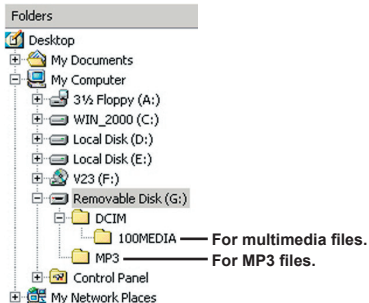 Folders
Desktop
My Documents
My Computer
3½ Floppy (A:)
WIN_2000 (C:)
Local Disk (D:)
Local Disk (E:)
V23 (F:)
Removable Disk (G:)
DCIM
100MEDIA For multimedia files.
MP3 For MP3 files.
Control Panel
My Network Places